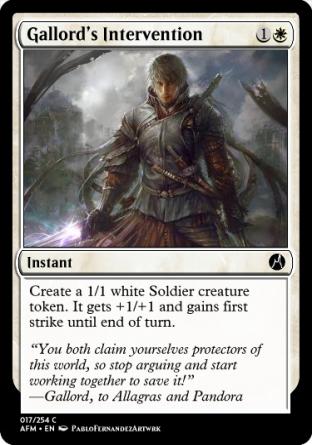 Gallord's Intervention 1
Instant
Create a 1/1 white Soldier creature
token. It gets +1/+1 and gains first
strike until end of turn.
“You both claim yourselves protectors of
this world, so stop arguing and start
working together to save it!”
—Gallord, to Allagras and Pandora
017/254 C
AFM • EN PabloFernandezArtwrk